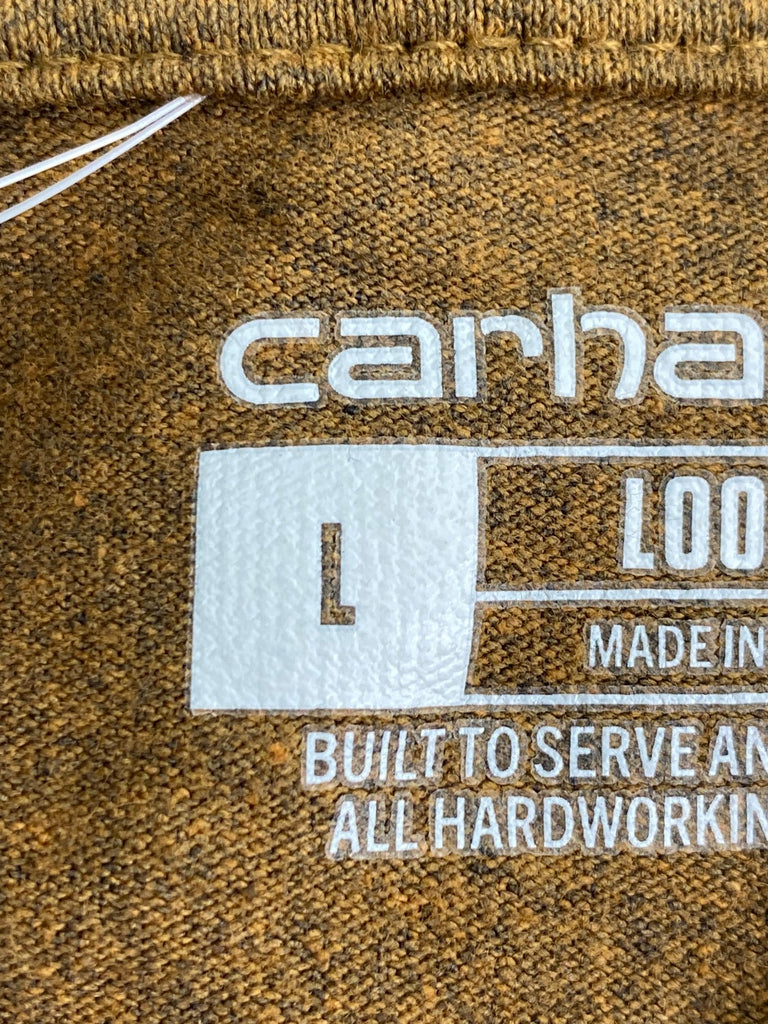 carha
L
LOO
MADE IN
BUILT TO SERVE AN
ALL HARDWORKIN